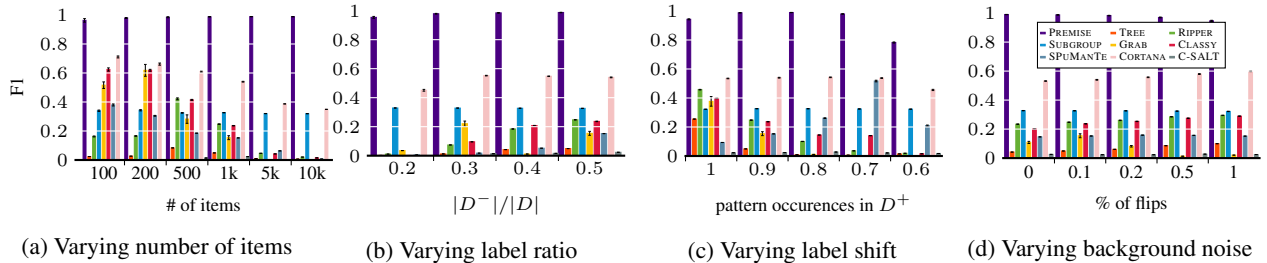 F1
1
0.8
0.6
0.4
0.2
0
100 200 500 1k 5k 10k
# of items
(a) Varying number of items
1
0.8
0.6
0.4
0.2
0
0.2 0.3 0.4 0.5
|D⁻|/|D|
(b) Varying label ratio
1
0.8
0.6
0.4
0.2
0
1 0.9 0.8 0.7 0.6
pattern occurences in D⁺
(c) Varying label shift
1
0.8
0.6
0.4
0.2
0
PREMISE TREE RIPPER
SUBGROUP GRAB CLASSY
SPUMANTE CORTANA C-SALT
0 0.1 0.2 0.5 1
% of flips
(d) Varying background noise